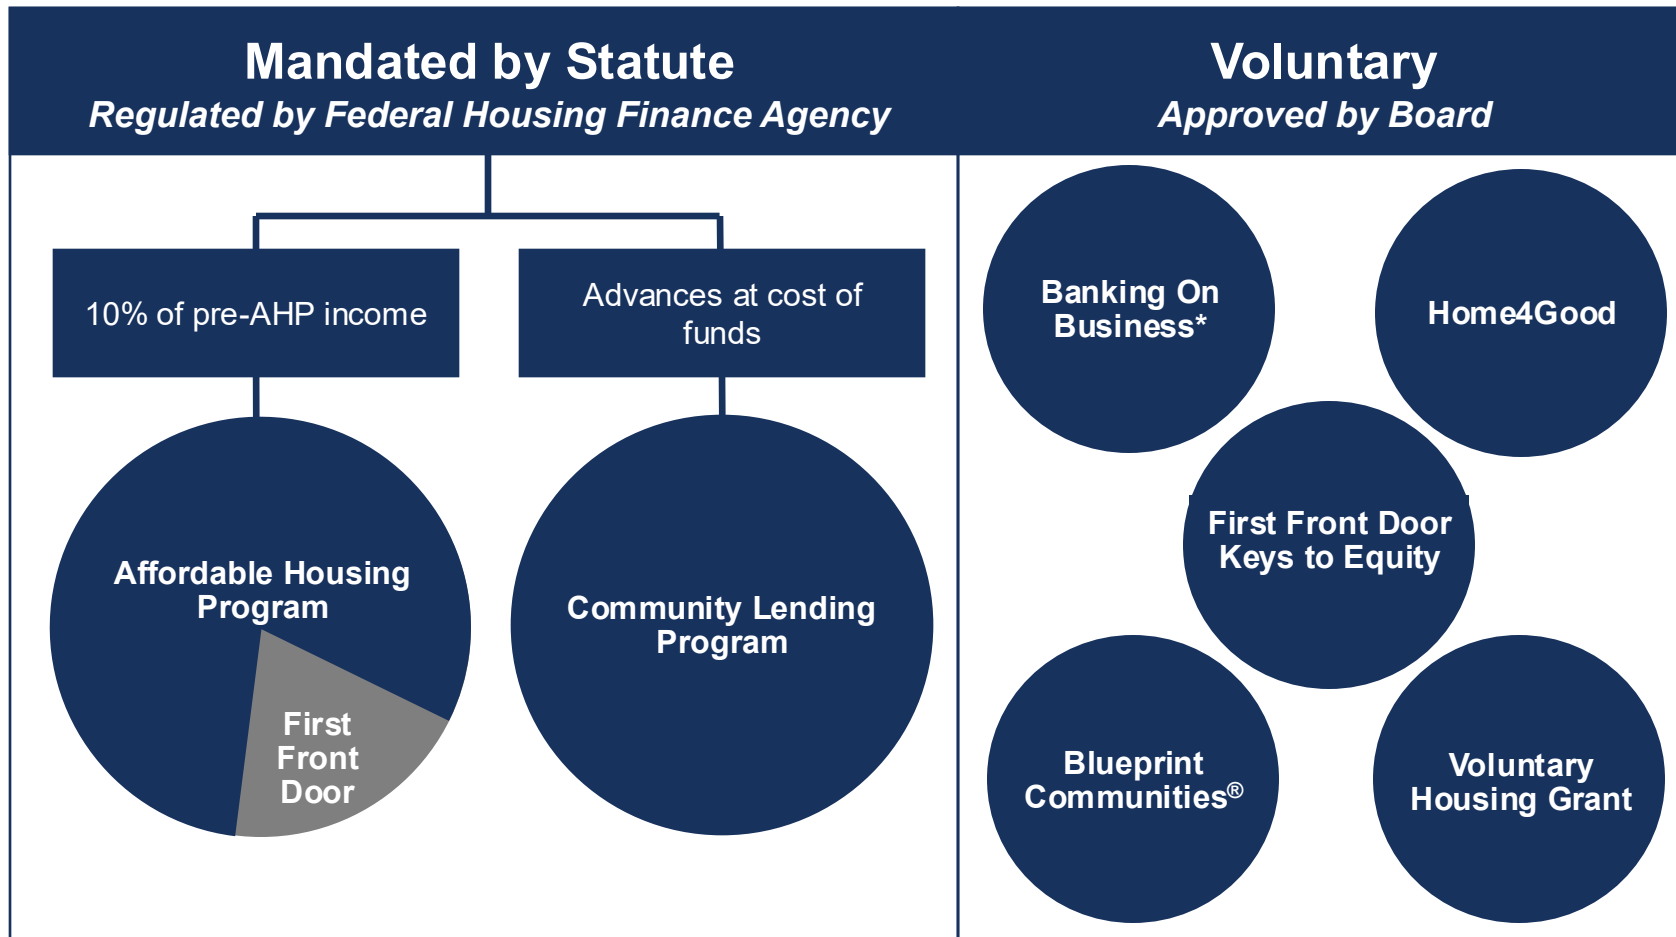 Mandated by Statute
Regulated by Federal Housing Finance Agency
Voluntary
Approved by Board
10% of pre-AHP income
Advances at cost of
funds
Affordable Housing
Program
First
Front
Door
Community Lending
Program
Banking On
Business*
Home4Good
First Front Door
Keys to Equity
Blueprint
Communities®
Voluntary
Housing Grant